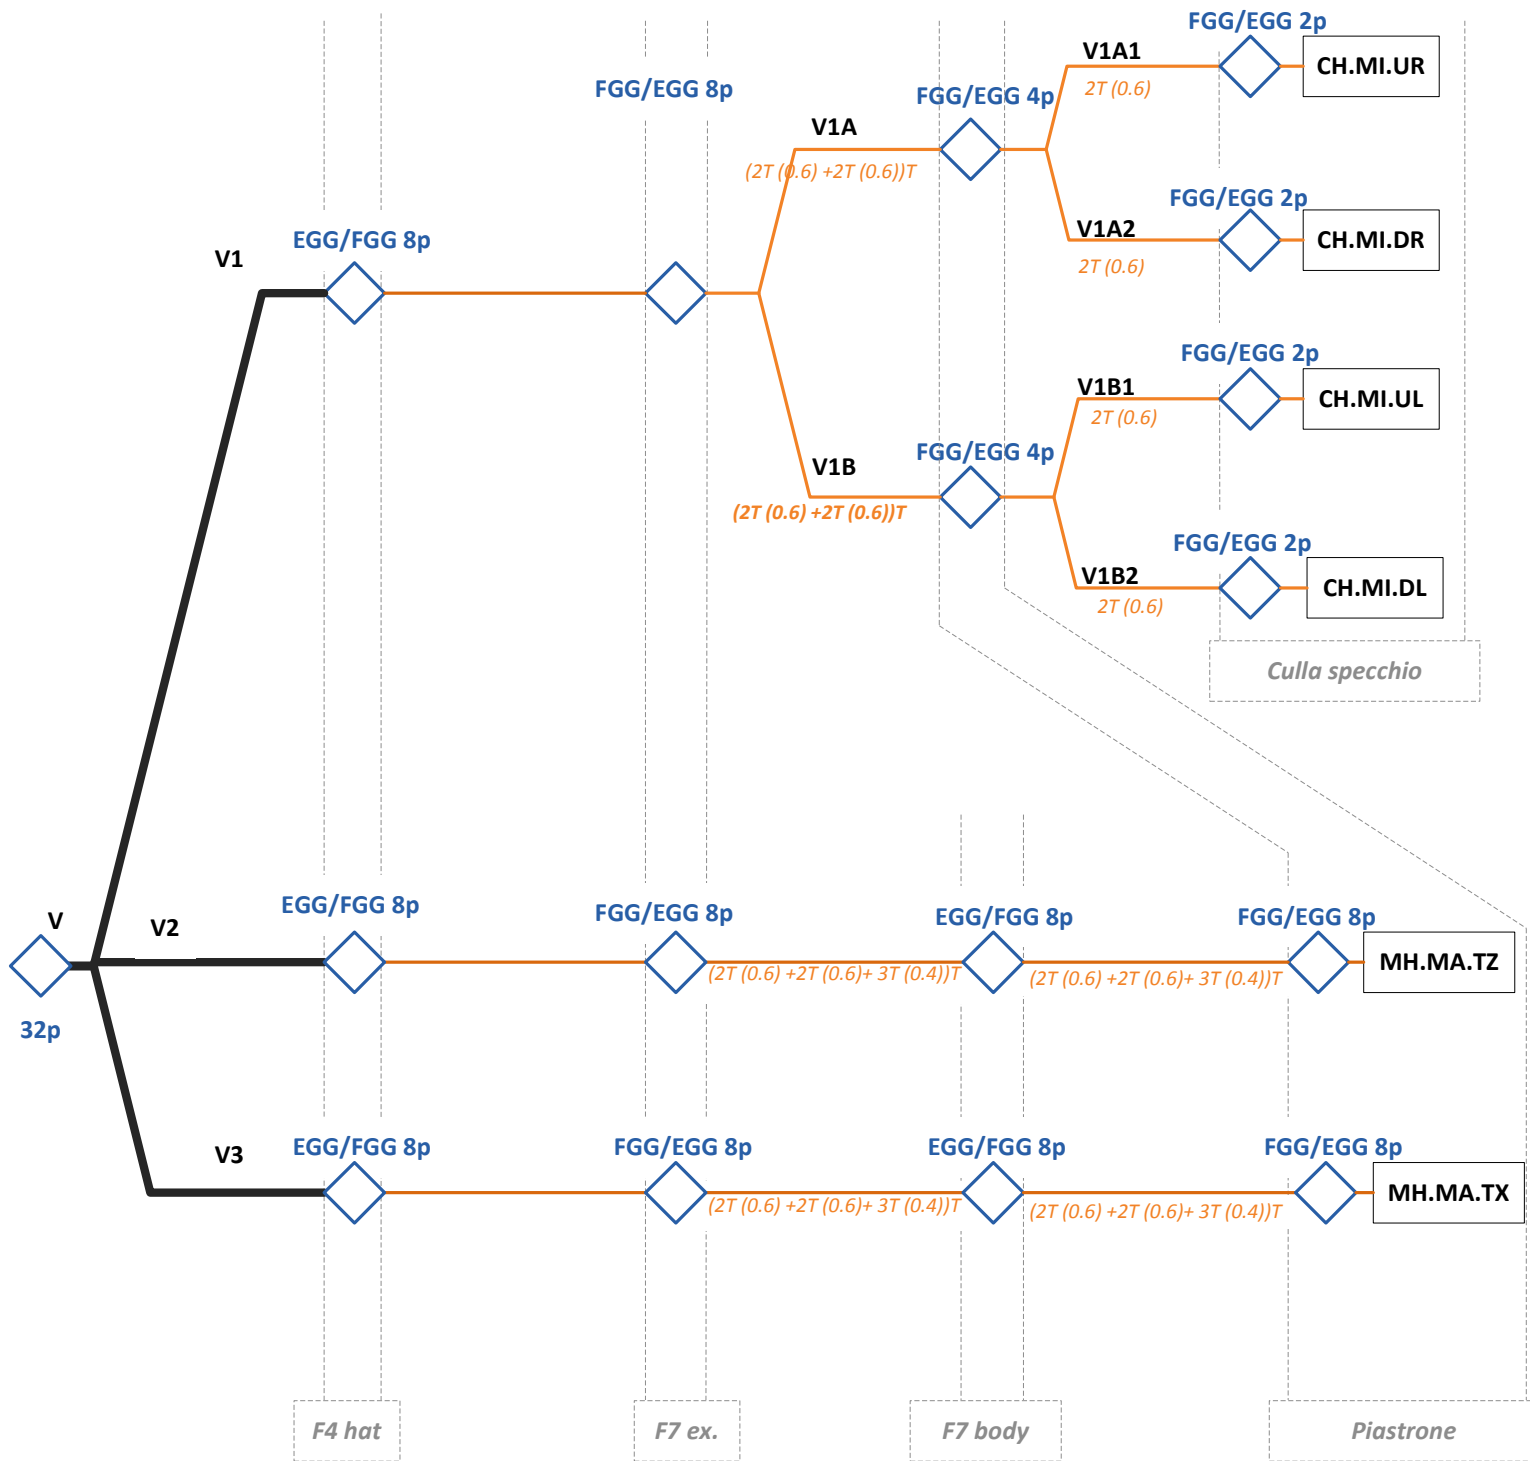 FGG/EGG 2p
V1A1
CH.MI.UR
2T (0.6)
FGG/EGG 8p
FGG/EGG 4p
V1A
(2T (0.6) +2T (0.6))T
FGG/EGG 2p
V1A2
CH.MI.DR
2T (0.6)
EGG/FGG 8p
V1
FGG/EGG 2p
V1B1
CH.MI.UL
2T (0.6)
FGG/EGG 4p
V1B
(2T (0.6) +2T (0.6))T
FGG/EGG 2p
V1B2
CH.MI.DL
2T (0.6)
Culla specchio
V
32p
V2
EGG/FGG 8p
FGG/EGG 8p
EGG/FGG 8p
FGG/EGG 8p
(2T (0.6) +2T (0.6)+ 3T (0.4))T
(2T (0.6) +2T (0.6)+ 3T (0.4))T
MH.MA.TZ
V3
EGG/FGG 8p
FGG/EGG 8p
EGG/FGG 8p
FGG/EGG 8p
(2T (0.6) +2T (0.6)+ 3T (0.4))T
(2T (0.6) +2T (0.6)+ 3T (0.4))T
MH.MA.TX
F4 hat
F7 ex.
F7 body
Piastrone